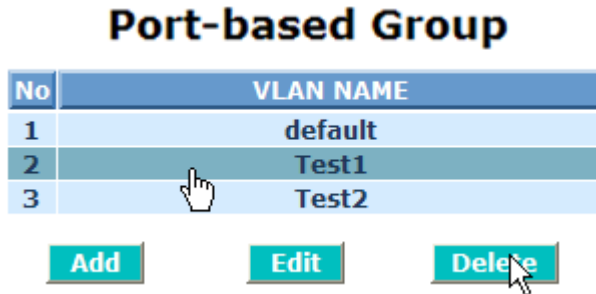 Port-based Group
No VLAN NAME
1 default
2 Test1
3 Test2
Add Edit Delete